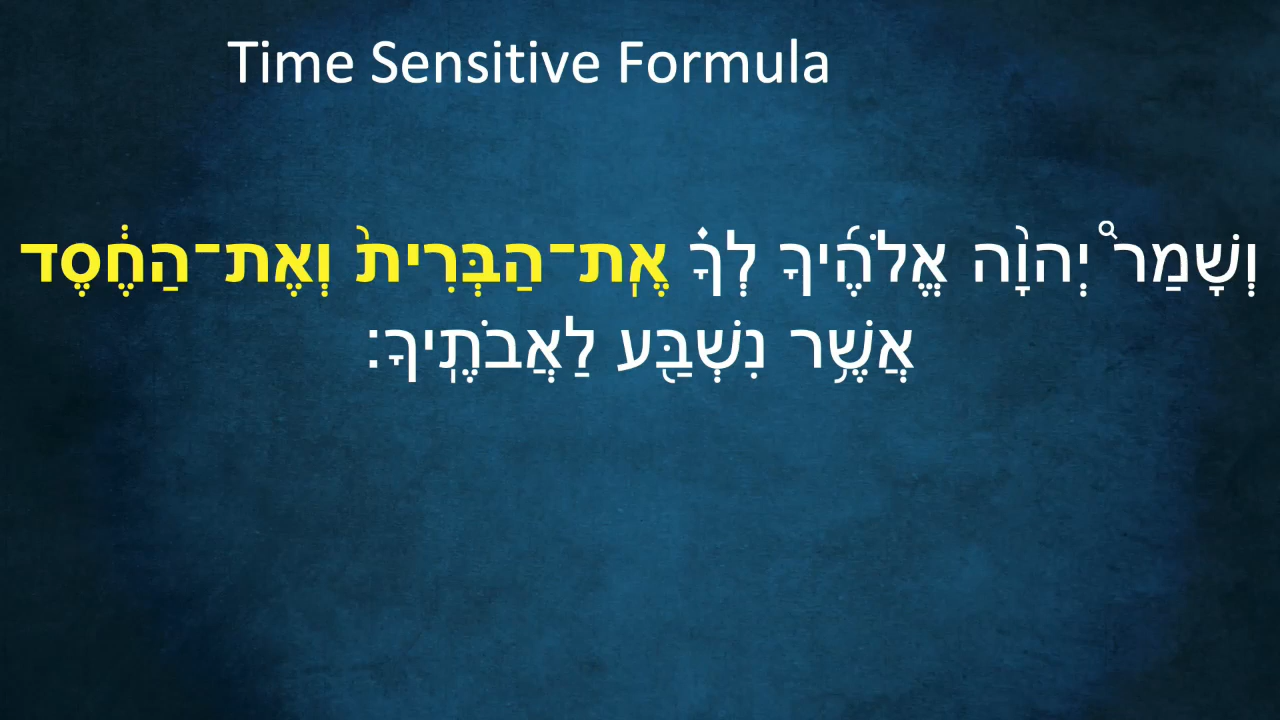 Time Sensitive Formula
וְשָׁמַר֩ יְהוָ֨ה אֱלֹהֶ֜יךָ לְךָ֗ אֶֽת־הַבְּרִית֙ וְאֶת־הַחֶ֔סֶד
אֲשֶׁ֥ר נִשְׁבַּ֖ע לַאֲבֹתֶֽיךָ׃